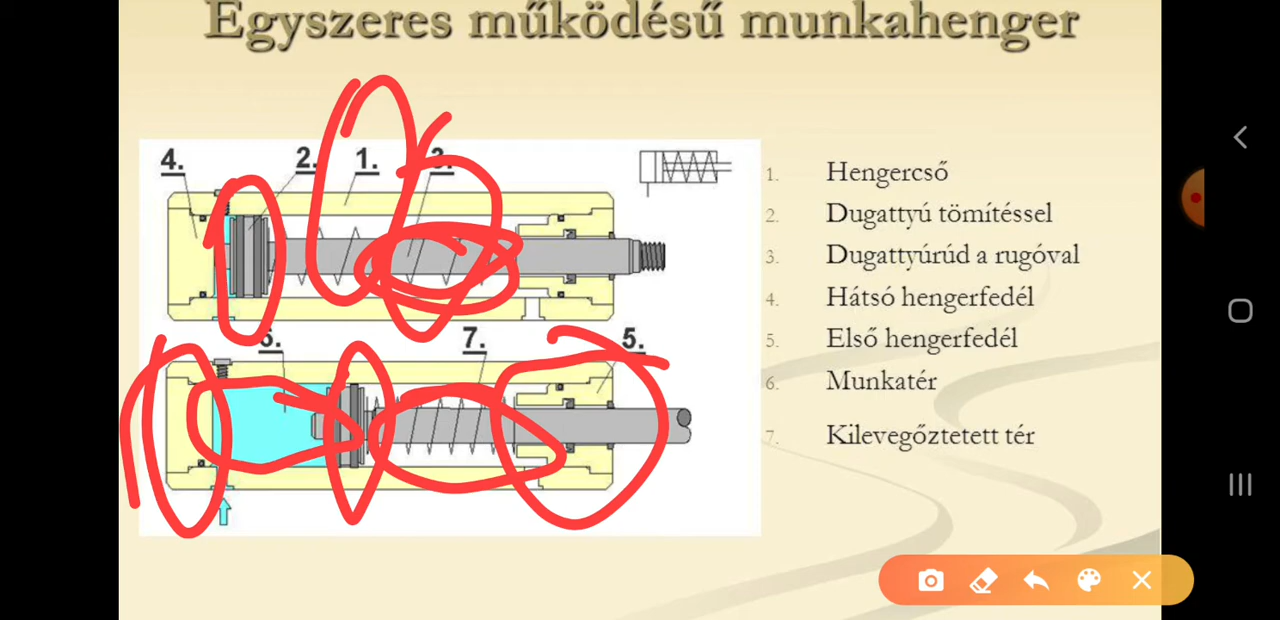 Egyszeres működésű munkahenger
4. 2. 1. 3.
6. 7. 5.
1. Hengercső
2. Dugattyú tömítéssel
3. Dugattyúrúd a rugóval
4. Hátsó hengerfedél
5. Első hengerfedél
6. Munkatér
7. Kilevegőztetett tér